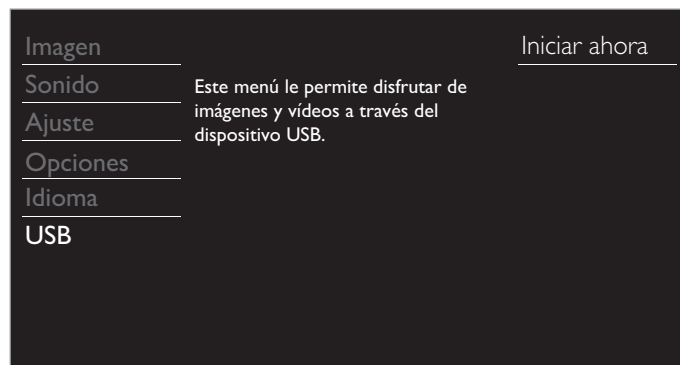 Imagen
Sonido
Ajuste
Opciones
Idioma
USB
Este menú le permite disfrutar de
imágenes y vídeos a través del
dispositivo USB.
Iniciar ahora